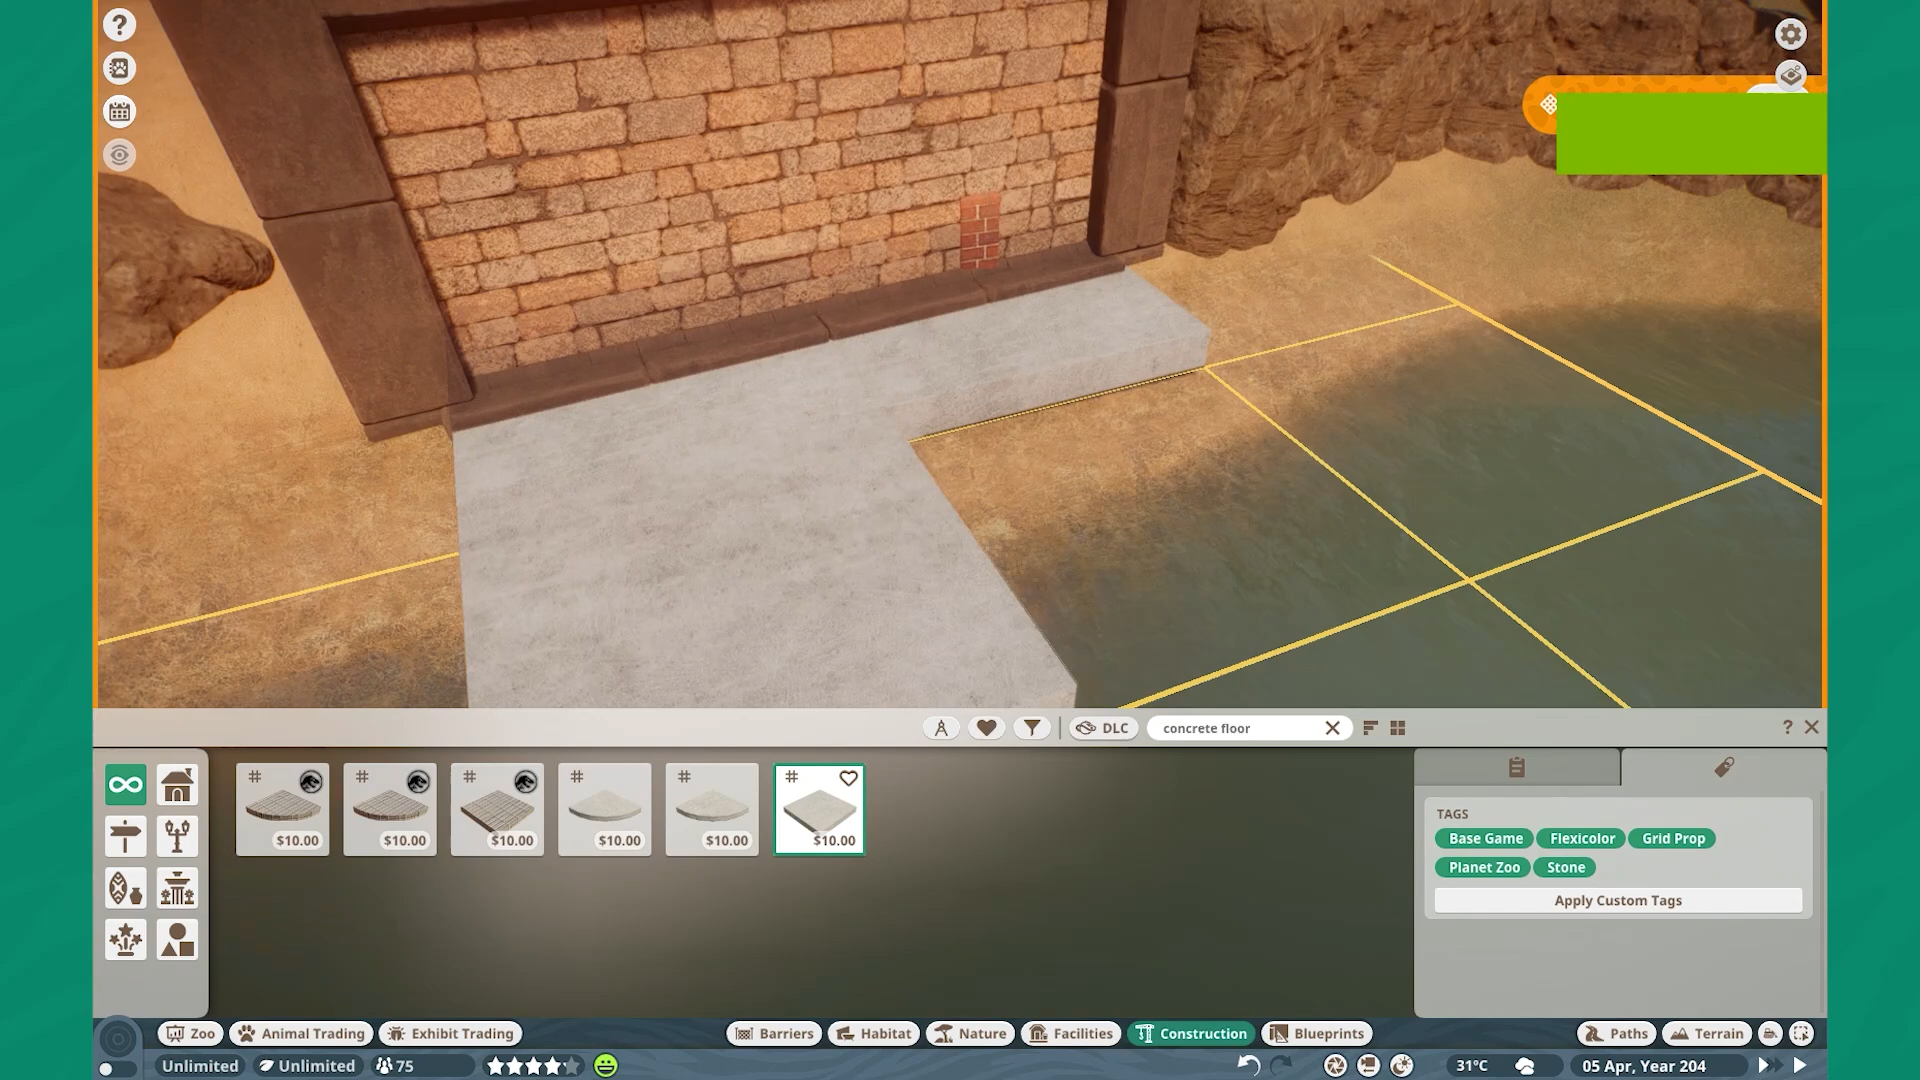 DLC
concrete floor
?
?
$10.00 $10.00 $10.00 $10.00 $10.00 $10.00
TAGS
Base Game Flexicolor Grid Prop
Planet Zoo Stone
Apply Custom Tags
Zoo Animal Trading Exhibit Trading Barriers Habitat Nature Facilities Construction Blueprints Paths Terrain
Unlimited Unlimited 75 31°C 05 Apr, Year 204